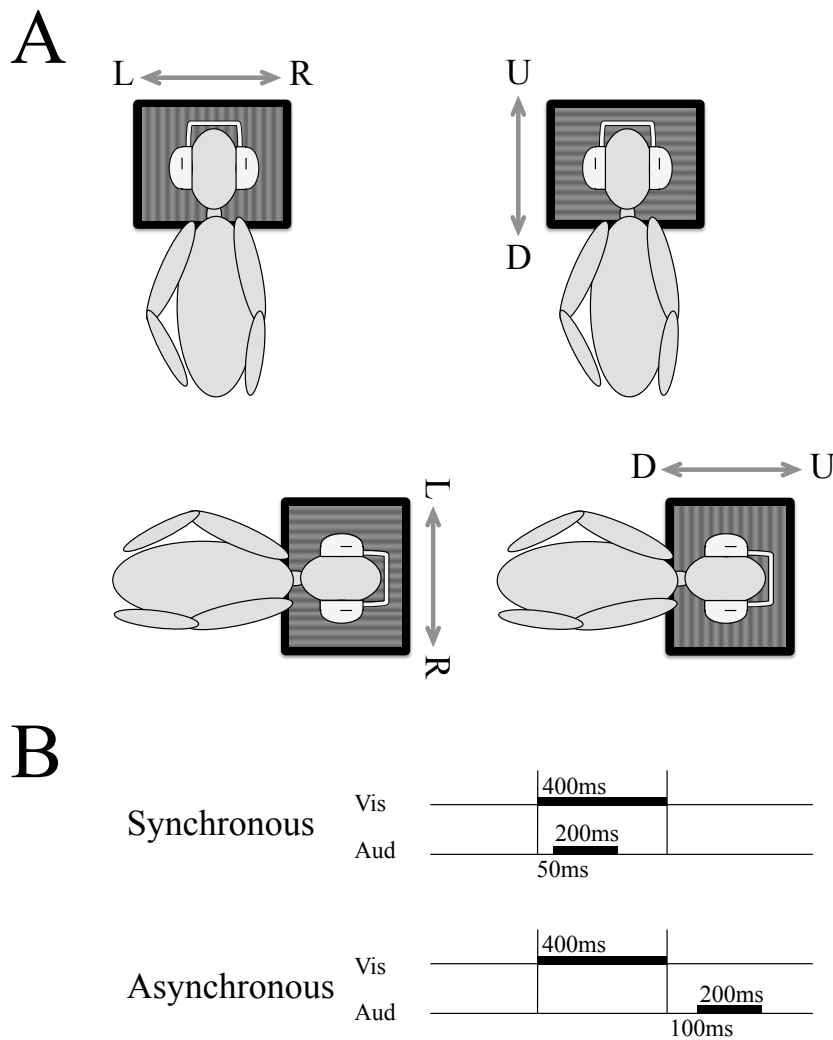 A
L R
U
D
L
R
D U
B
Synchronous
Vis
400ms
Aud
200ms
50ms
Asynchronous
Vis
400ms
Aud
200ms
100ms